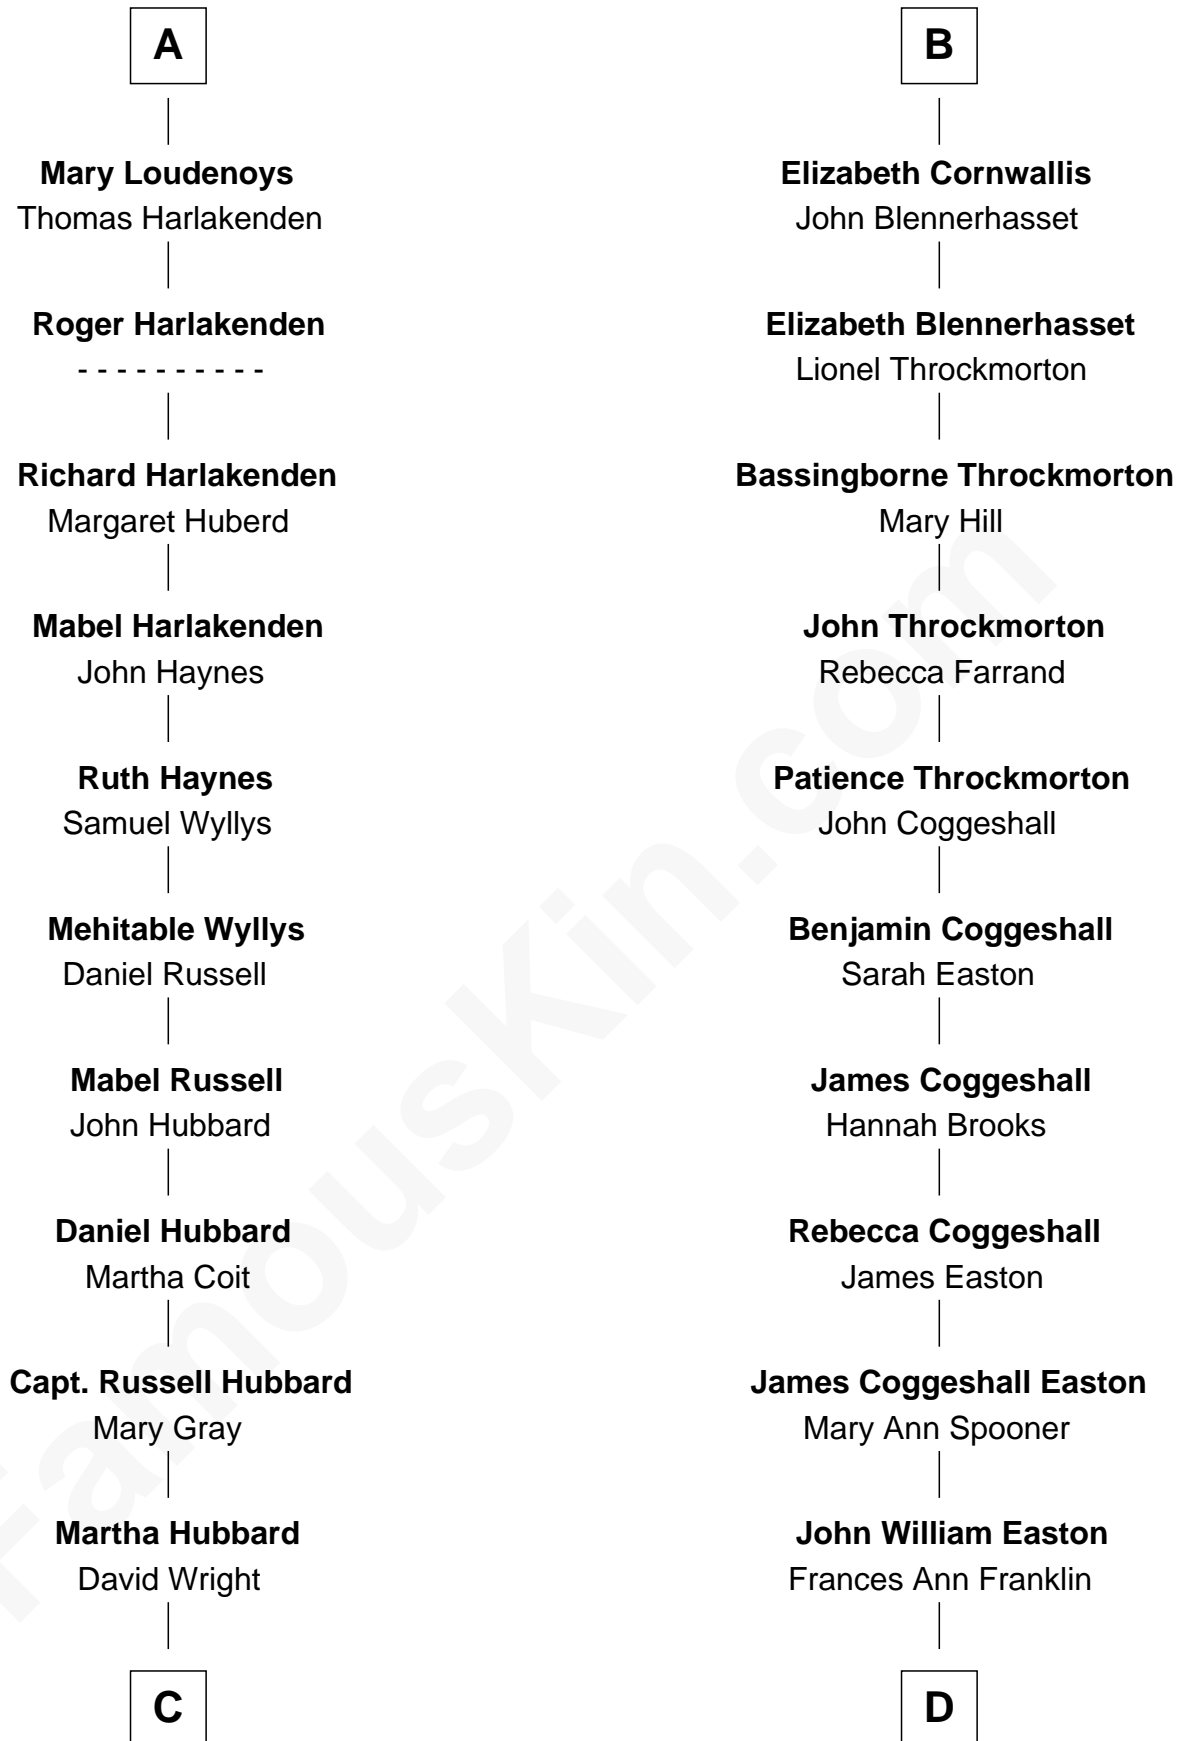 A
Mary Loudenoys
Thomas Harlakenden
Roger Harlakenden
- - - - - - - - - -
Richard Harlakenden
Margaret Huberd
Mabel Harlakenden
John Haynes
Ruth Haynes
Samuel Wyllys
Mehitable Wyllys
Daniel Russell
Mabel Russell
John Hubbard
Daniel Hubbard
Martha Coit
Capt. Russell Hubbard
Mary Gray
Martha Hubbard
David Wright
C
B
Elizabeth Cornwallis
John Blennerhasset
Elizabeth Blennerhasset
Lionel Throckmorton
Bassingborne Throckmorton
Mary Hill
John Throckmorton
Rebecca Farrand
Patience Throckmorton
John Coggeshall
Benjamin Coggeshall
Sarah Easton
James Coggeshall
Hannah Brooks
Rebecca Coggeshall
James Easton
James Coggeshall Easton
Mary Ann Spooner
John William Easton
Frances Ann Franklin
D
FamousKin.com